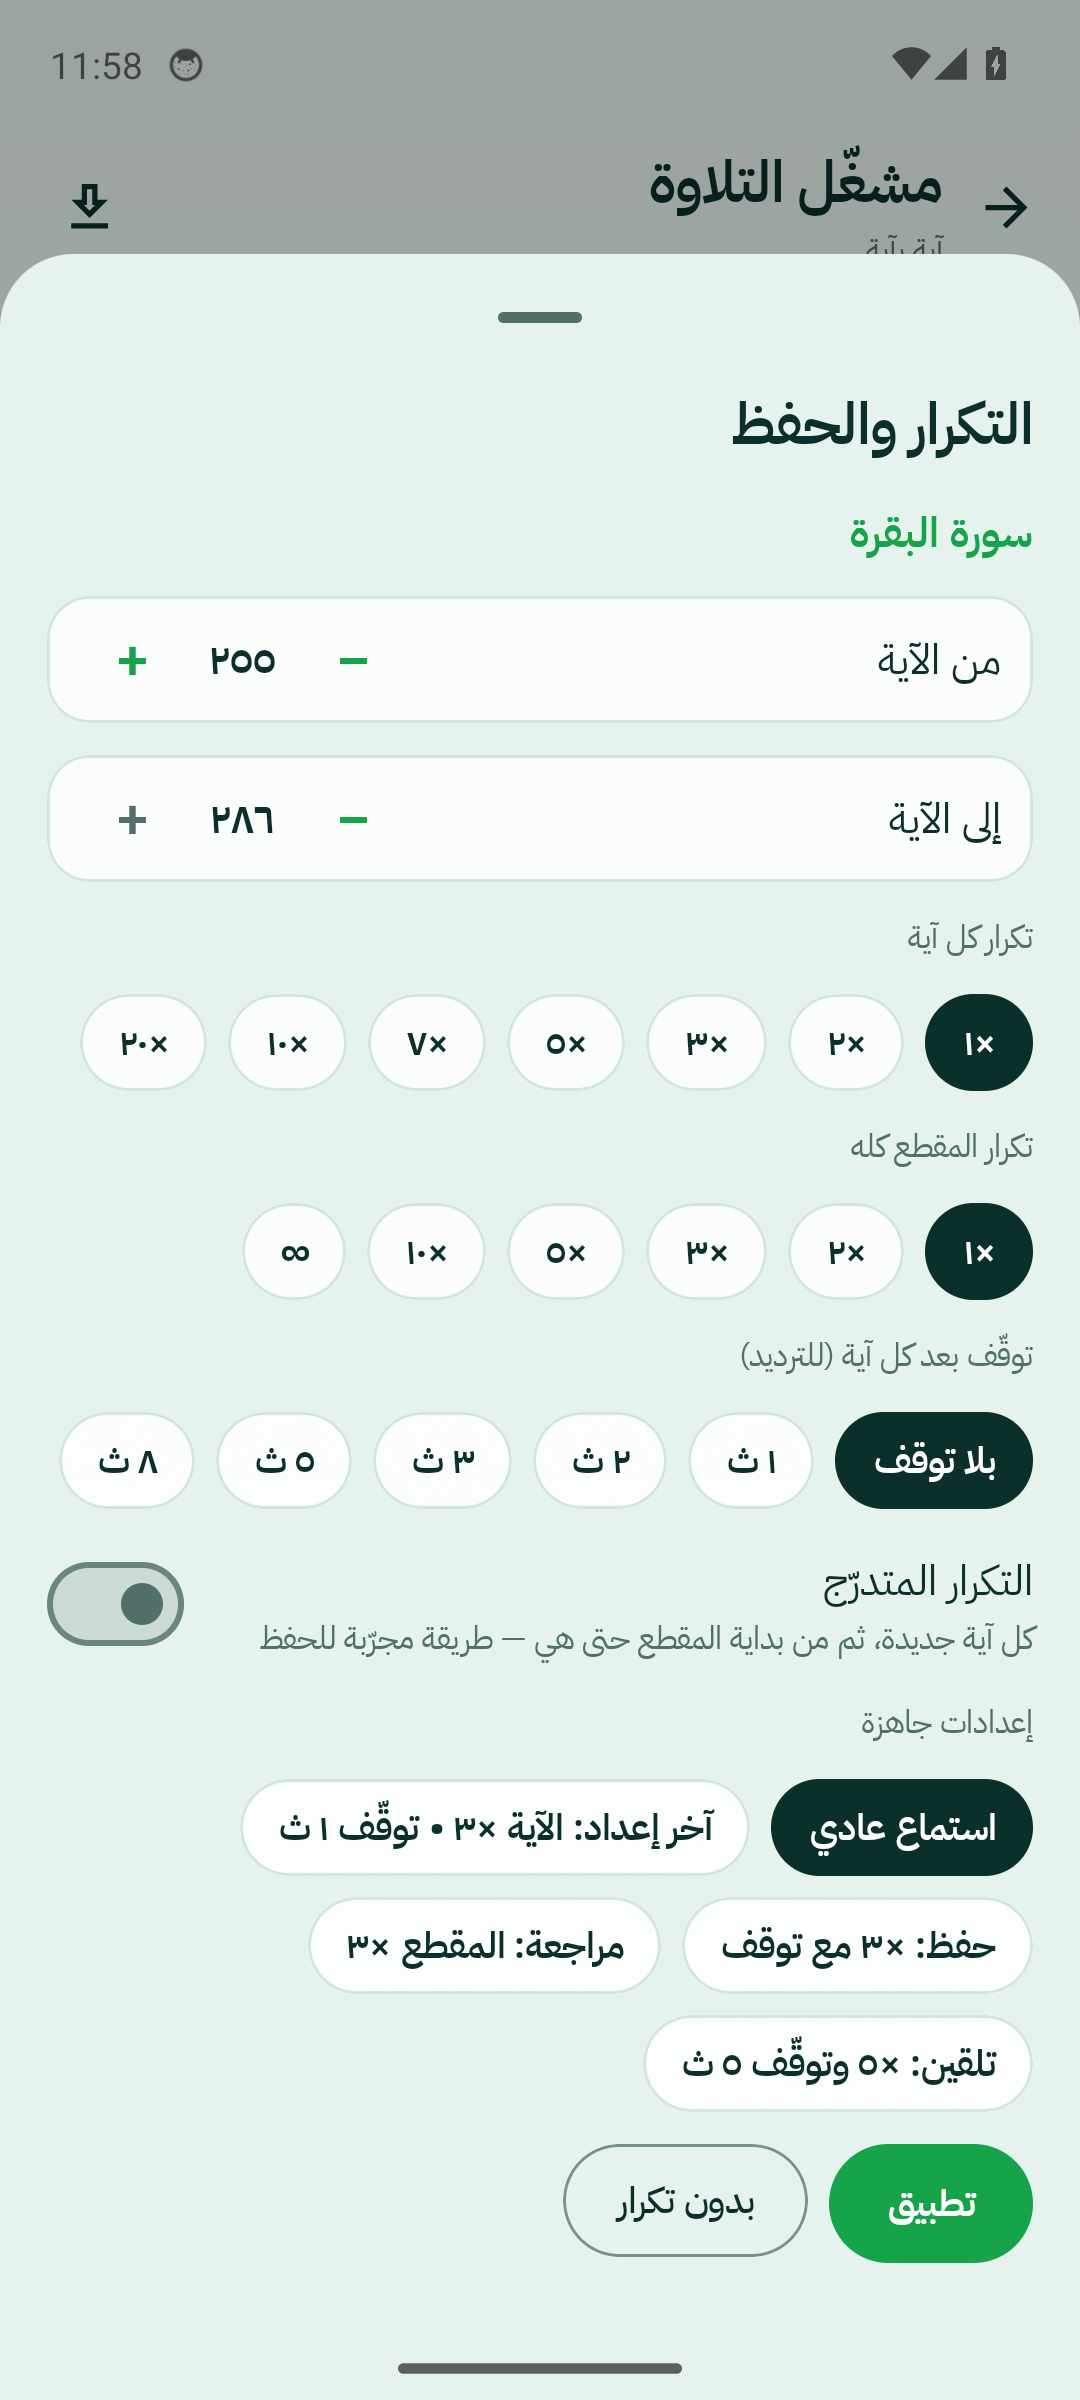 11:58
مشغّل التلاوة
آية بآية
التكرار والحفظ
سورة البقرة
من الآية − ٢٥٥ +
إلى الآية − ٢٨٦ +
تكرار كل آية
×١ ×٢ ×٣ ×٥ ×٧ ×١٠ ×٢٠
تكرار المقطع كله
×١ ×٢ ×٣ ×٥ ×١٠ ∞
توقّف بعد كل آية (للترديد)
بلا توقف ١ ث ٢ ث ٣ ث ٥ ث ٨ ث
التكرار المتدرّج
كل آية جديدة، ثم من بداية المقطع حتى هي — طريقة مجرّبة للحفظ
إعدادات جاهزة
استماع عادي آخر إعداد: الآية ×٣ • توقّف ١ ث
حفظ: ×٣ مع توقف مراجعة: المقطع ×٣
تلقين: ×٥ وتوقّف ٥ ث
تطبيق بدون تكرار